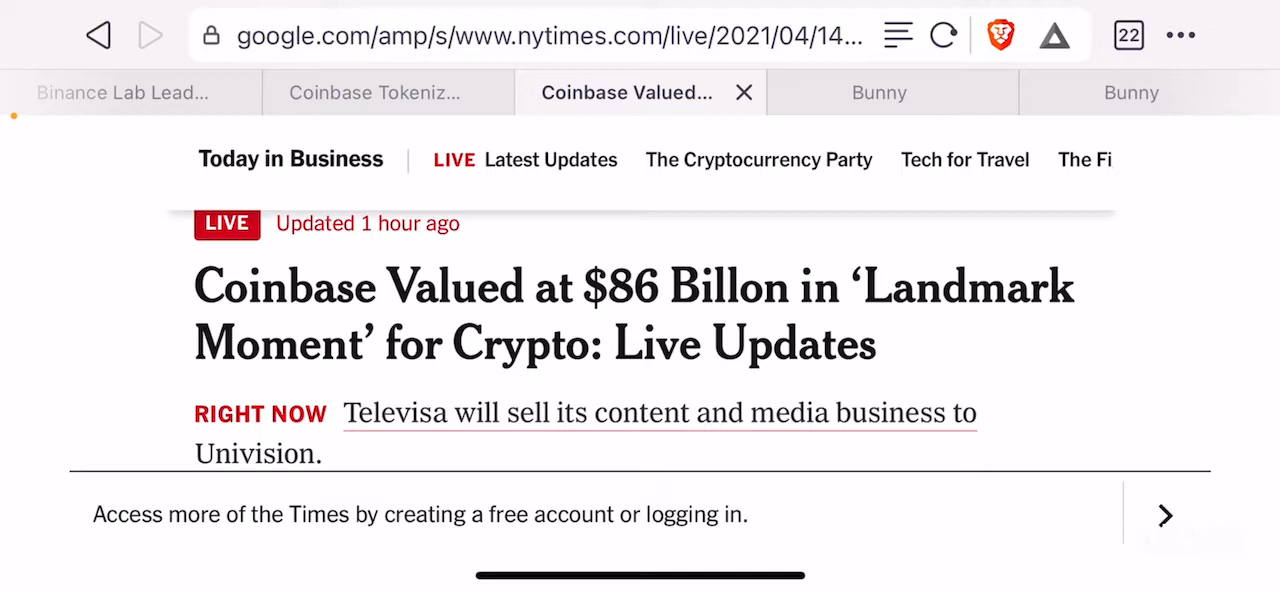 google.com/amp/s/www.nytimes.com/live/2021/04/14...
22
Binance Lab Lead...
Coinbase Tokeniz...
Coinbase Valued...
Bunny
Bunny
Today in Business
LIVE Latest Updates
The Cryptocurrency Party
Tech for Travel
The Fi
LIVE Updated 1 hour ago
Coinbase Valued at $86 Billon in ‘Landmark
Moment’ for Crypto: Live Updates
RIGHT NOW Televisa will sell its content and media business to
Univision.
Access more of the Times by creating a free account or logging in.